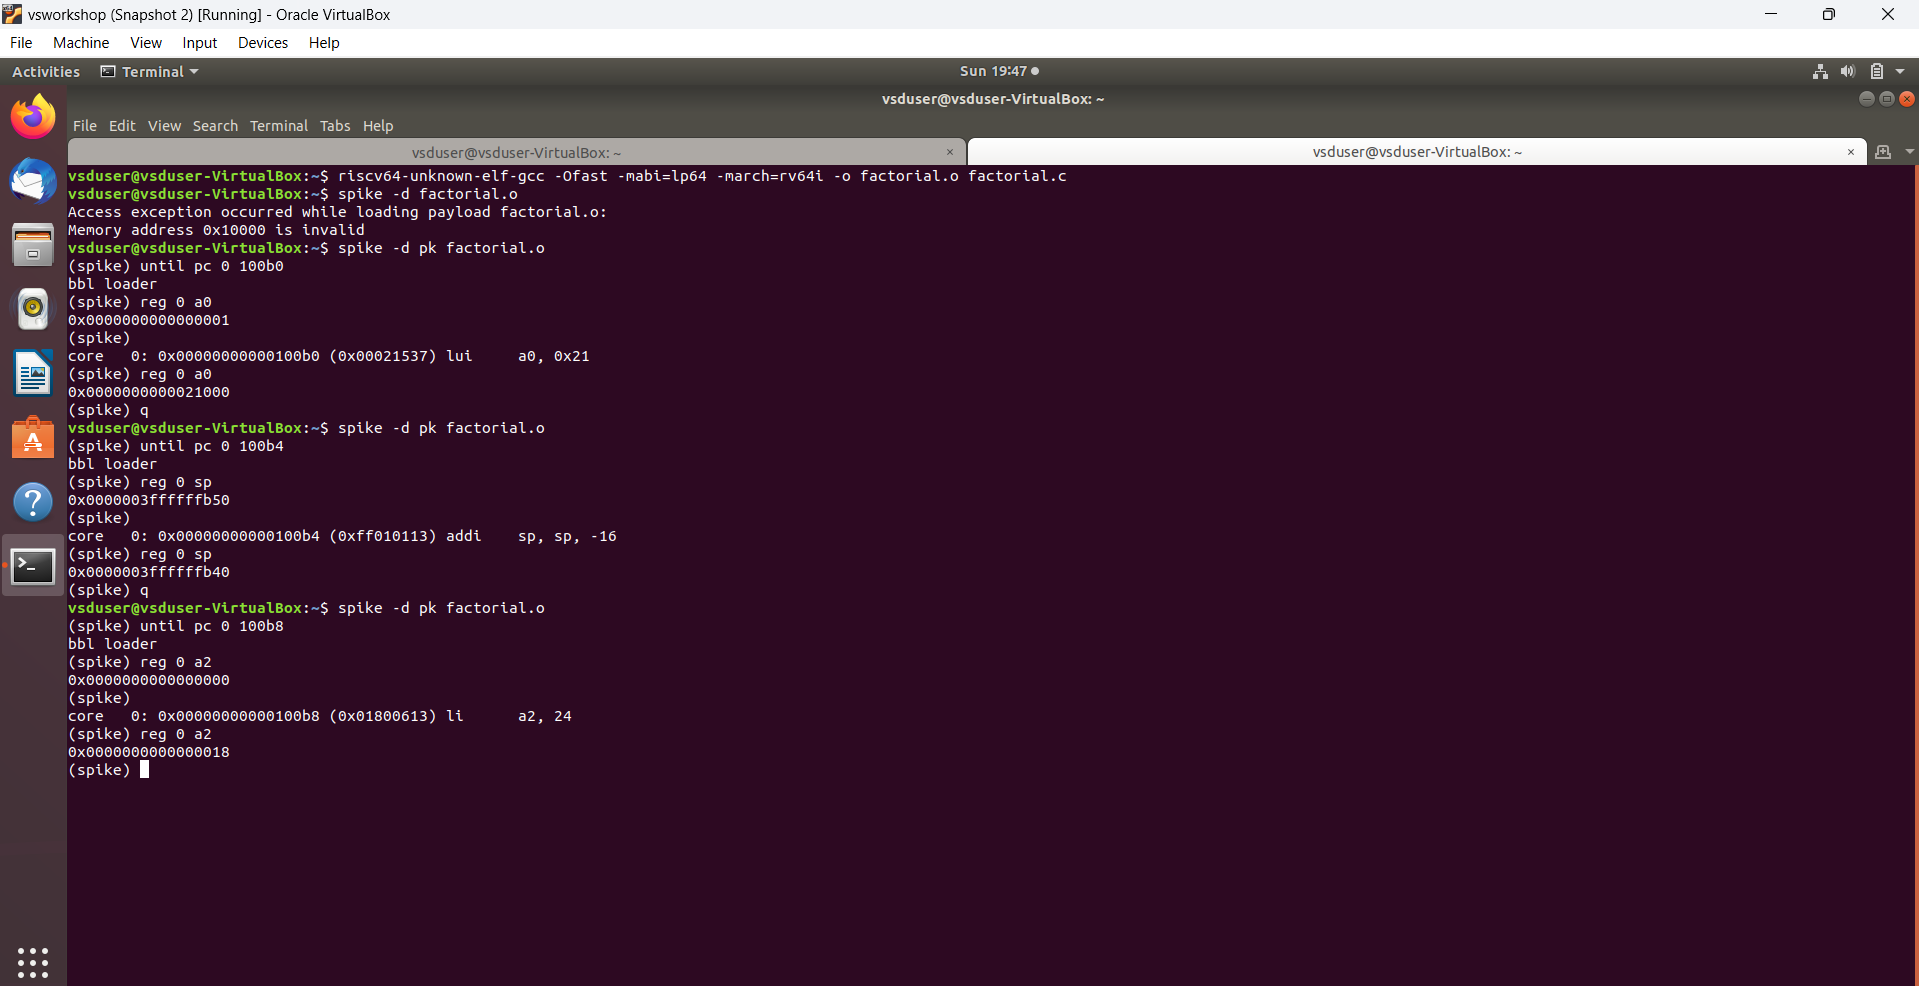 vsworkshop (Snapshot 2) [Running] - Oracle VirtualBox
File Machine View Input Devices Help
Activities Terminal Sun 19:47
vsduser@vsduser-VirtualBox: ~
File Edit View Search Terminal Tabs Help
vsduser@vsduser-VirtualBox: ~ vsduser@vsduser-VirtualBox: ~
vsduser@vsduser-VirtualBox:~$ riscv64-unknown-elf-gcc -Ofast -mabi=lp64 -march=rv64i -o factorial.o factorial.c
vsduser@vsduser-VirtualBox:~$ spike -d factorial.o
Access exception occurred while loading payload factorial.o:
Memory address 0x10000 is invalid
vsduser@vsduser-VirtualBox:~$ spike -d pk factorial.o
(spike) until pc 0 100b0
bbl loader
(spike) reg 0 a0
0x0000000000000001
(spike)
core   0: 0x00000000000100b0 (0x00021537) lui     a0, 0x21
(spike) reg 0 a0
0x0000000000021000
(spike) q
vsduser@vsduser-VirtualBox:~$ spike -d pk factorial.o
(spike) until pc 0 100b4
bbl loader
(spike) reg 0 sp
0x0000003ffffffb50
(spike)
core   0: 0x00000000000100b4 (0xff010113) addi    sp, sp, -16
(spike) reg 0 sp
0x0000003ffffffb40
(spike) q
vsduser@vsduser-VirtualBox:~$ spike -d pk factorial.o
(spike) until pc 0 100b8
bbl loader
(spike) reg 0 a2
0x0000000000000000
(spike)
core   0: 0x00000000000100b8 (0x01800613) li      a2, 24
(spike) reg 0 a2
0x0000000000000018
(spike)